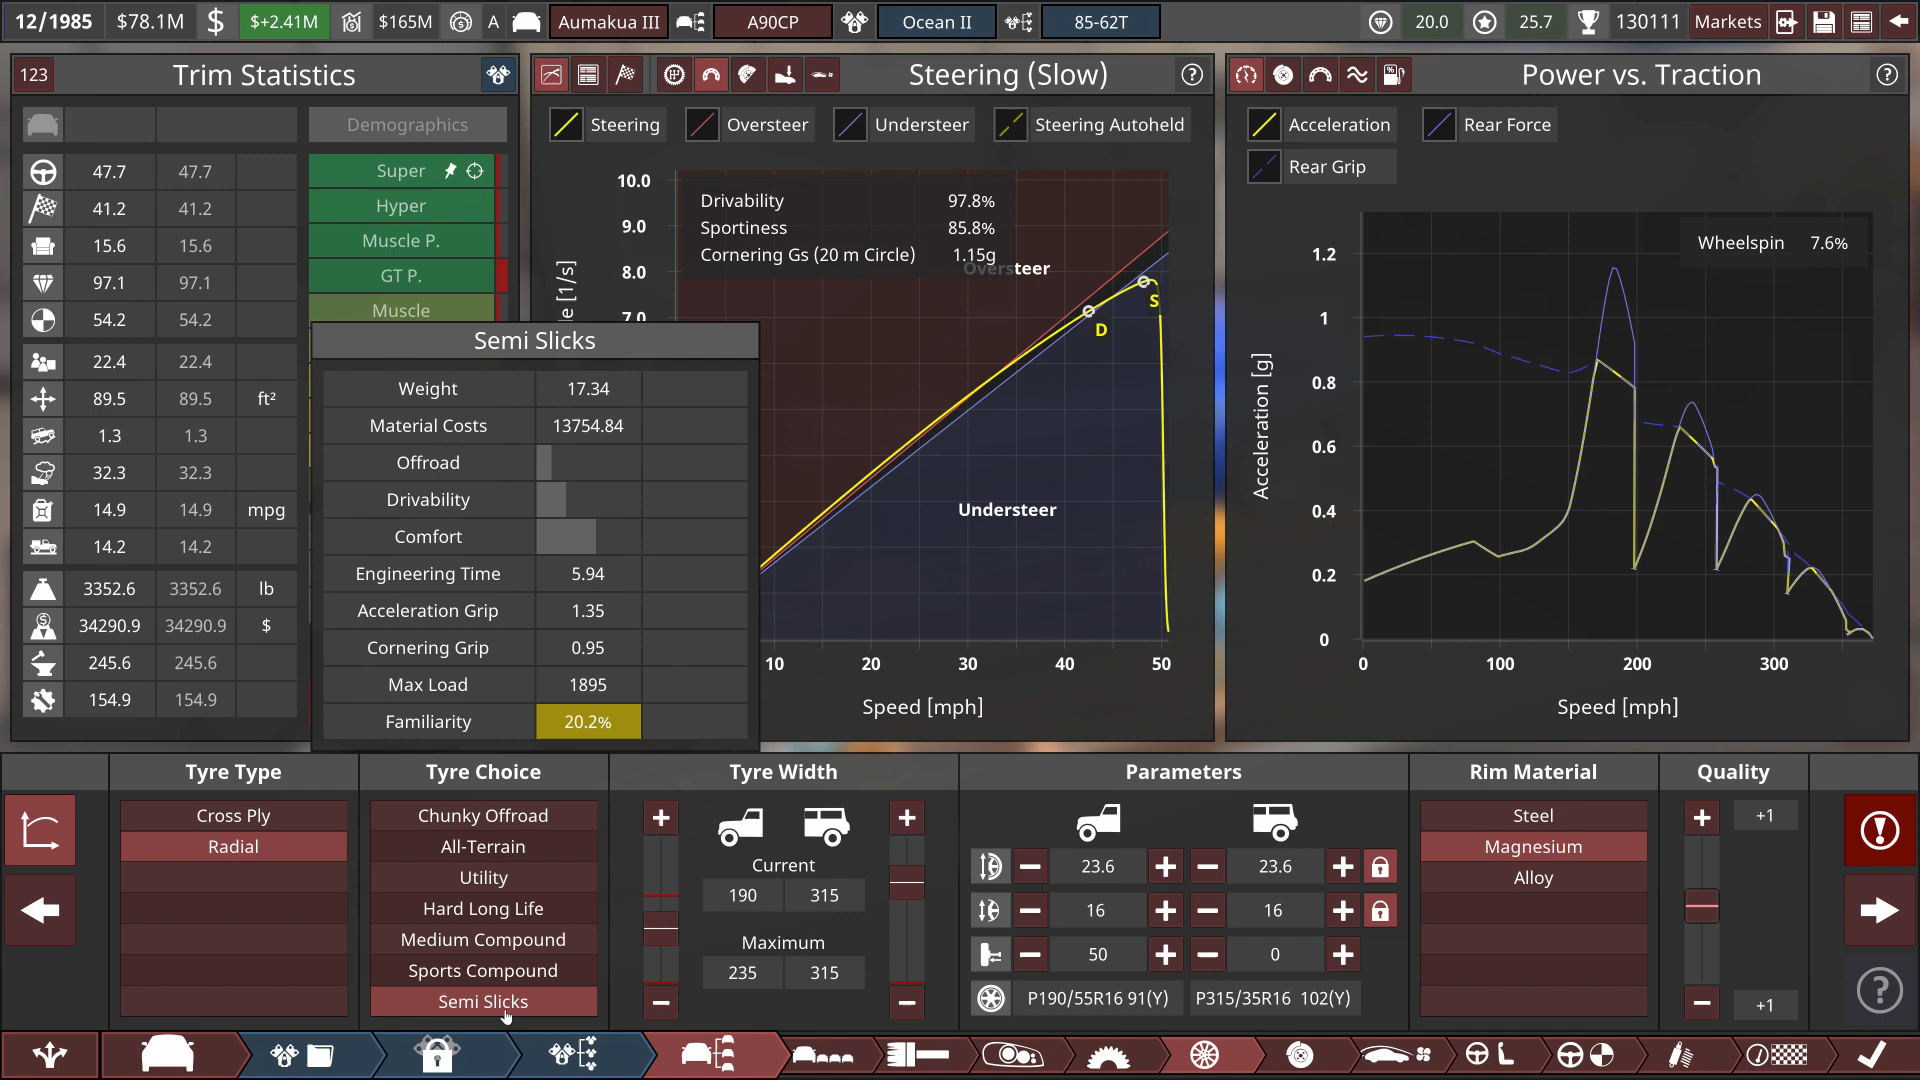 12/1985 $78.1M $+2.41M $165M A Aumakua III A90CP Ocean II 85-62T 20.0 25.7 130111 Markets
123 Trim Statistics
Demographics
47.7 47.7
41.2 41.2
15.6 15.6
97.1 97.1
54.2 54.2
22.4 22.4
89.5 89.5 ft²
1.3 1.3
32.3 32.3
14.9 14.9 mpg
14.2 14.2
3352.6 3352.6 lb
34290.9 34290.9 $
245.6 245.6
154.9 154.9
Super
Hyper
Muscle P.
GT P.
Muscle
Semi Slicks
Weight 17.34
Material Costs 13754.84
Offroad
Drivability
Comfort
Engineering Time 5.94
Acceleration Grip 1.35
Cornering Grip 0.95
Max Load 1895
Familiarity 20.2%
Steering (Slow)
Steering Oversteer Understeer Steering Autoheld
Drivability 97.8%
Sportiness 85.8%
Cornering Gs (20 m Circle) 1.15g
Oversteer
Understeer
S
D
10.0
9.0
8.0
7.0
[1/s]
10 20 30 40 50
Speed [mph]
Power vs. Traction
Acceleration Rear Force
Rear Grip
Wheelspin 7.6%
1.2
1
0.8
0.6
0.4
0.2
0
Acceleration [g]
0 100 200 300
Speed [mph]
Tyre Type
Cross Ply
Radial
Tyre Choice
Chunky Offroad
All-Terrain
Utility
Hard Long Life
Medium Compound
Sports Compound
Semi Slicks
Tyre Width
Current
190 315
Maximum
235 315
Parameters
23.6 23.6
16 16
50 0
P190/55R16 91(Y) P315/35R16 102(Y)
Rim Material
Steel
Magnesium
Alloy
Quality
+1
+1